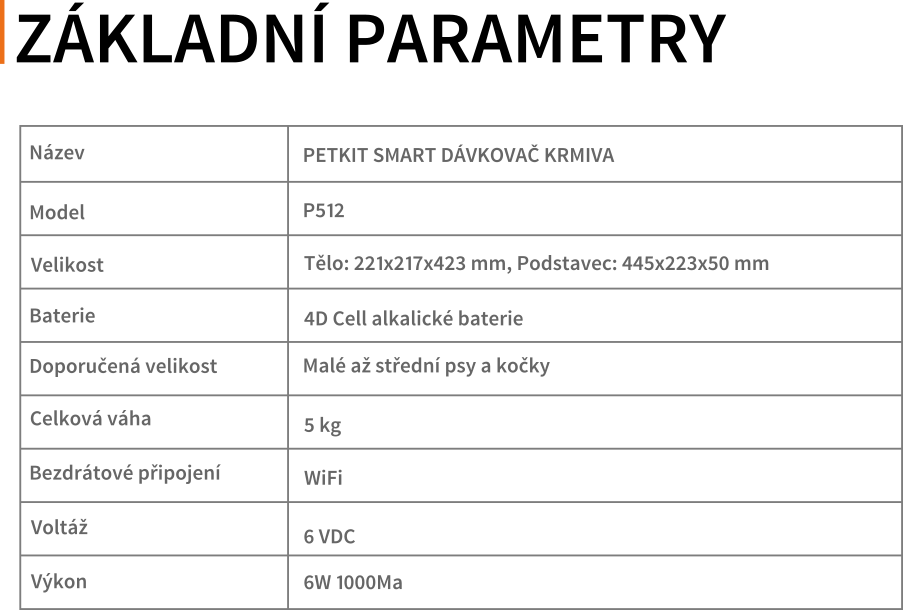 ZÁKLADNÍ PARAMETRY
Název PETKIT SMART DÁVKOVAČ KRMIVA
Model P512
Velikost Tělo: 221x217x423 mm, Podstavec: 445x223x50 mm
Baterie 4D Cell alkalické baterie
Doporučená velikost Malé až střední psy a kočky
Celková váha 5 kg
Bezdrátové připojení WiFi
Voltáž 6 VDC
Výkon 6W 1000Ma